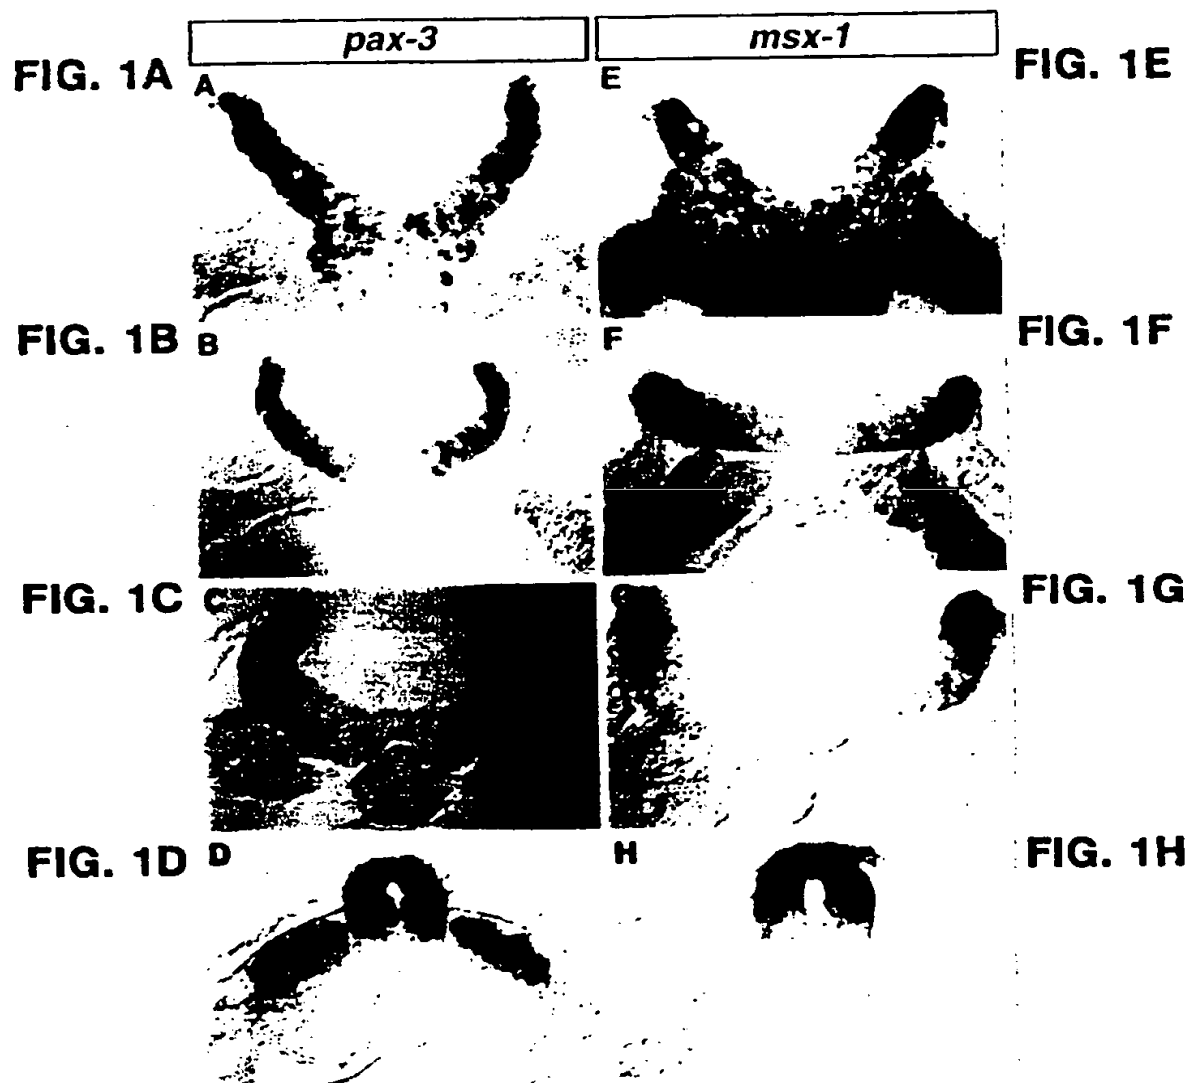 pax-3 msx-1
FIG. 1A A E FIG. 1E
FIG. 1B B F FIG. 1F
FIG. 1C C G FIG. 1G
FIG. 1D D H FIG. 1H